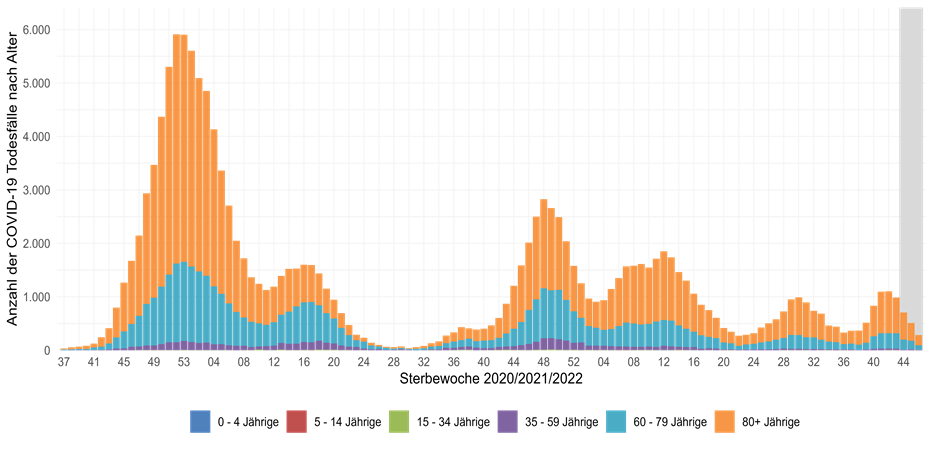 Anzahl der COVID-19 Todesfälle nach Alter
6.000
5.000
4.000
3.000
2.000
1.000
0
37 41 45 49 53 04 08 12 16 20 24 28 32 36 40 44 48 52 04 08 12 16 20 24 28 32 36 40 44
Sterbewoche 2020/2021/2022
0 - 4 Jährige 5 - 14 Jährige 15 - 34 Jährige 35 - 59 Jährige 60 - 79 Jährige 80+ Jährige